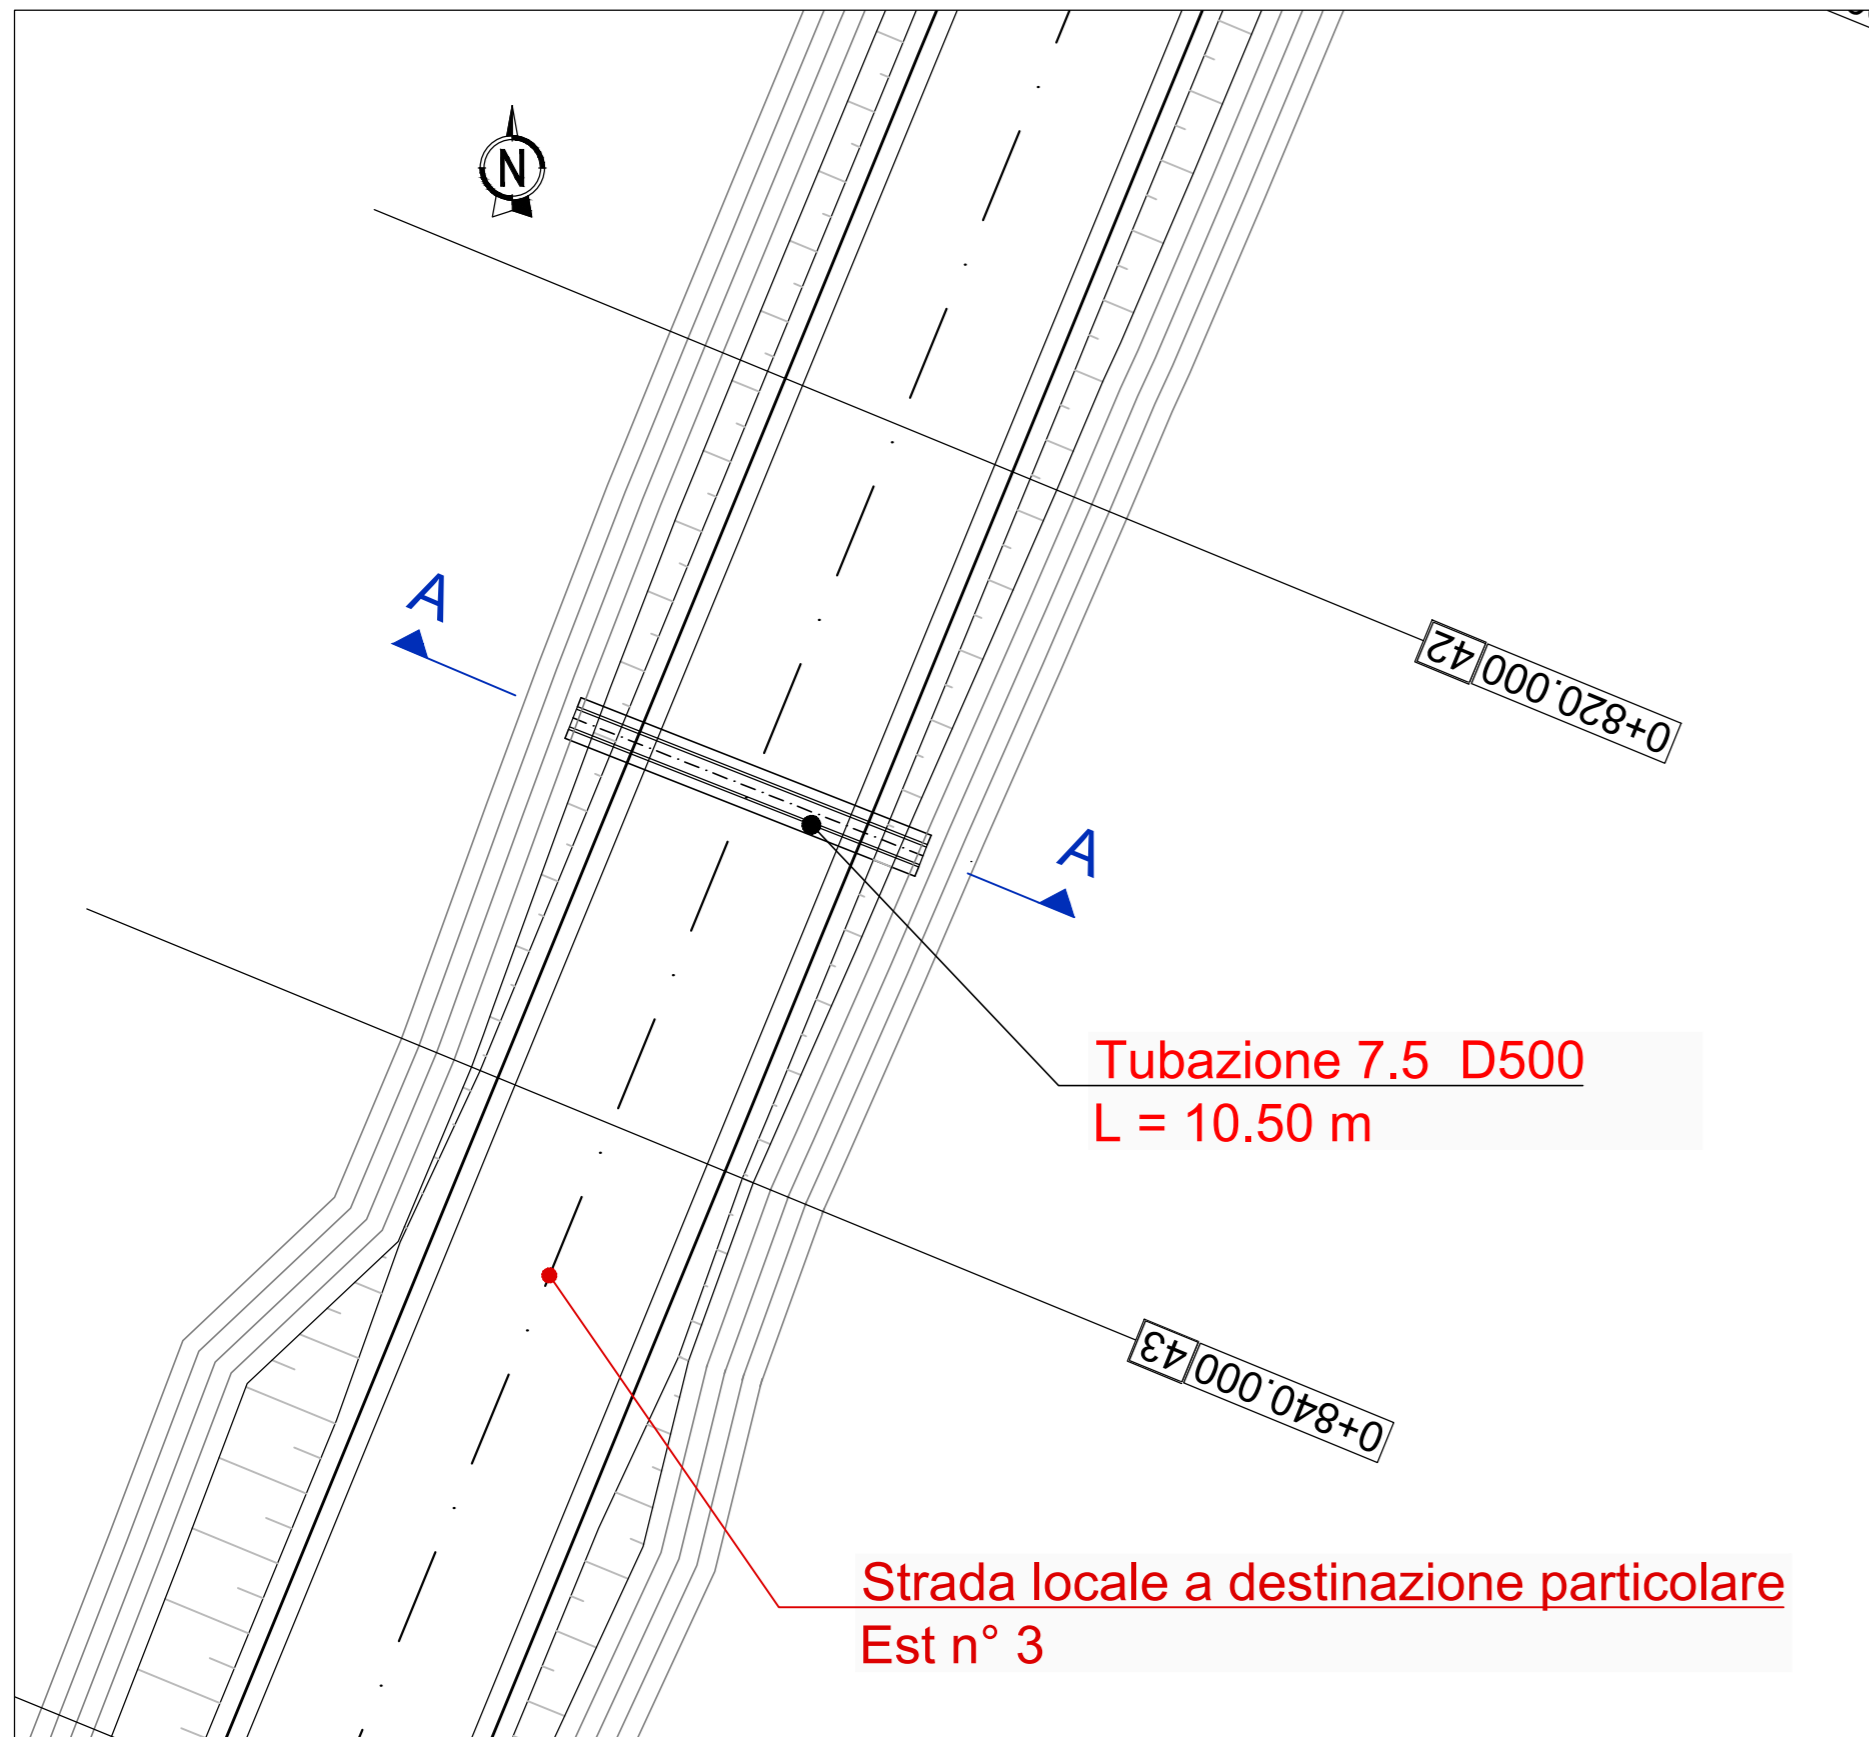 N
A
42 0+820.000
A
Tubazione 7.5 D500
L = 10.50 m
43 0+840.000
Strada locale a destinazione particolare
Est n° 3